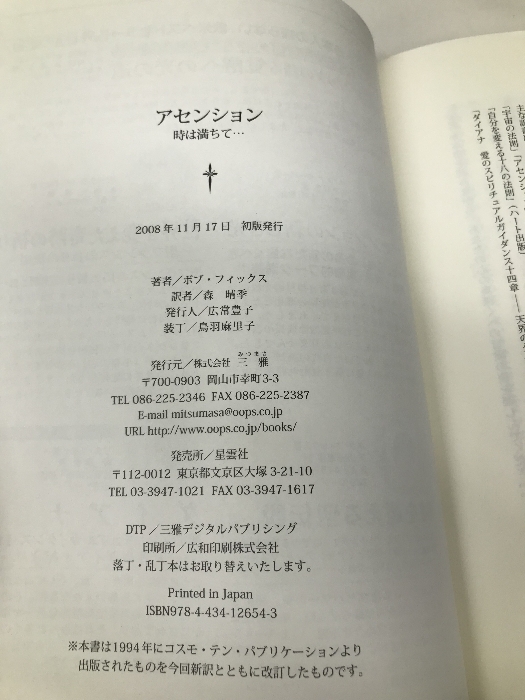 アセンション
時は満ちて…
2008年11月17日　初版発行
著者／ボブ・フィックス
訳者／森　晴季
発行人／広常豊子
装丁／鳥羽麻里子
みつまさ
発行元／株式会社 三　雅
〒700-0903　岡山市幸町3-3
TEL 086-225-2346　FAX 086-225-2387
E-mail mitsumasa@oops.co.jp
URL http://www.oops.co.jp/books/
発売所／星雲社
〒112-0012　東京都文京区大塚3-21-10
TEL 03-3947-1021　FAX 03-3947-1617
DTP／三雅デジタルパブリシング
印刷所／広和印刷株式会社
落丁・乱丁本はお取り替えいたします。
Printed in Japan
ISBN978-4-434-12654-3
※本書は1994年にコスモ・テン・パブリケーションより
出版されたものを今回新訳とともに改訂したものです。
「宇宙の法則」「アセンシ
「自分を変える十八の法則」（ハート出版）
「ダイアナ　愛のスピリチュアルガイダンス十四章――天界の